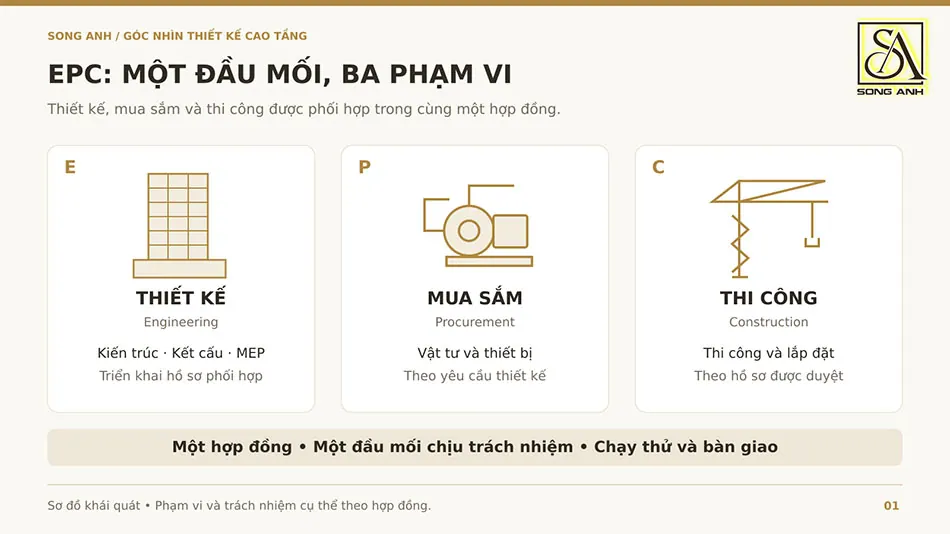 SONG ANH / GÓC NHÌN THIẾT KẾ CAO TẦNG
SA
SONG ANH
EPC: MỘT ĐẦU MỐI, BA PHẠM VI
Thiết kế, mua sắm và thi công được phối hợp trong cùng một hợp đồng.
E
THIẾT KẾ
Engineering
Kiến trúc · Kết cấu · MEP
Triển khai hồ sơ phối hợp
P
MUA SẮM
Procurement
Vật tư và thiết bị
Theo yêu cầu thiết kế
C
THI CÔNG
Construction
Thi công và lắp đặt
Theo hồ sơ được duyệt
Một hợp đồng • Một đầu mối chịu trách nhiệm • Chạy thử và bàn giao
Sơ đồ khái quát • Phạm vi và trách nhiệm cụ thể theo hợp đồng.
01